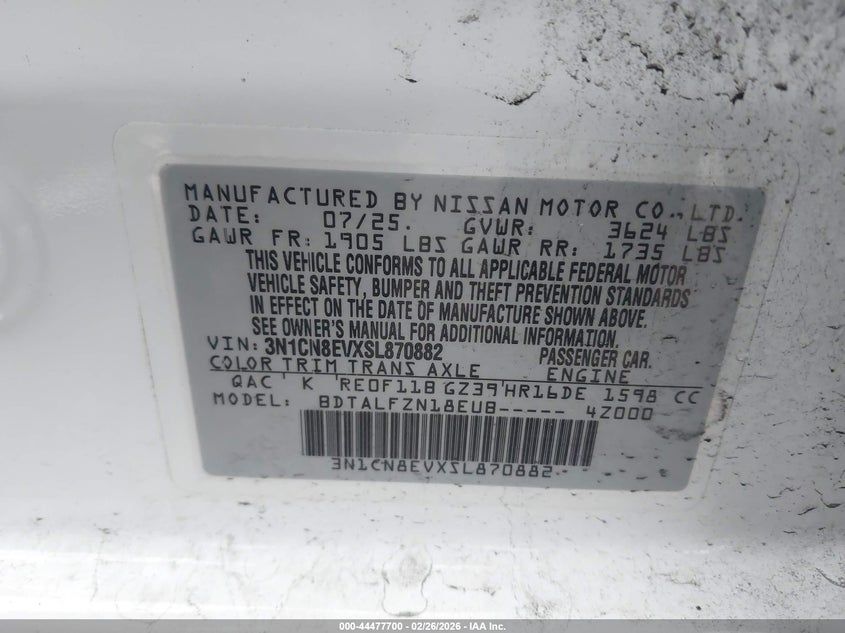 MANUFACTURED BY NISSAN MOTOR CO., LTD.
DATE: 07/25. GVWR: 3624 LBS
GAWR FR: 1905 LBS GAWR RR: 1735 LBS
THIS VEHICLE CONFORMS TO ALL APPLICABLE FEDERAL MOTOR
VEHICLE SAFETY, BUMPER AND THEFT PREVENTION STANDARDS
IN EFFECT ON THE DATE OF MANUFACTURE SHOWN ABOVE.
SEE OWNER'S MANUAL FOR ADDITIONAL INFORMATION.
VIN: 3N1CN8EVXSL870882 PASSENGER CAR.
COLOR TRIM TRANS AXLE ENGINE
QAC K RE0F11B GZ39 HR16DE 1598 CC
MODEL: BDTALFZN18EUB----- 4Z000
3N1CN8EVXSL870882
000-44477700 - 02/26/2026 - IAA Inc.